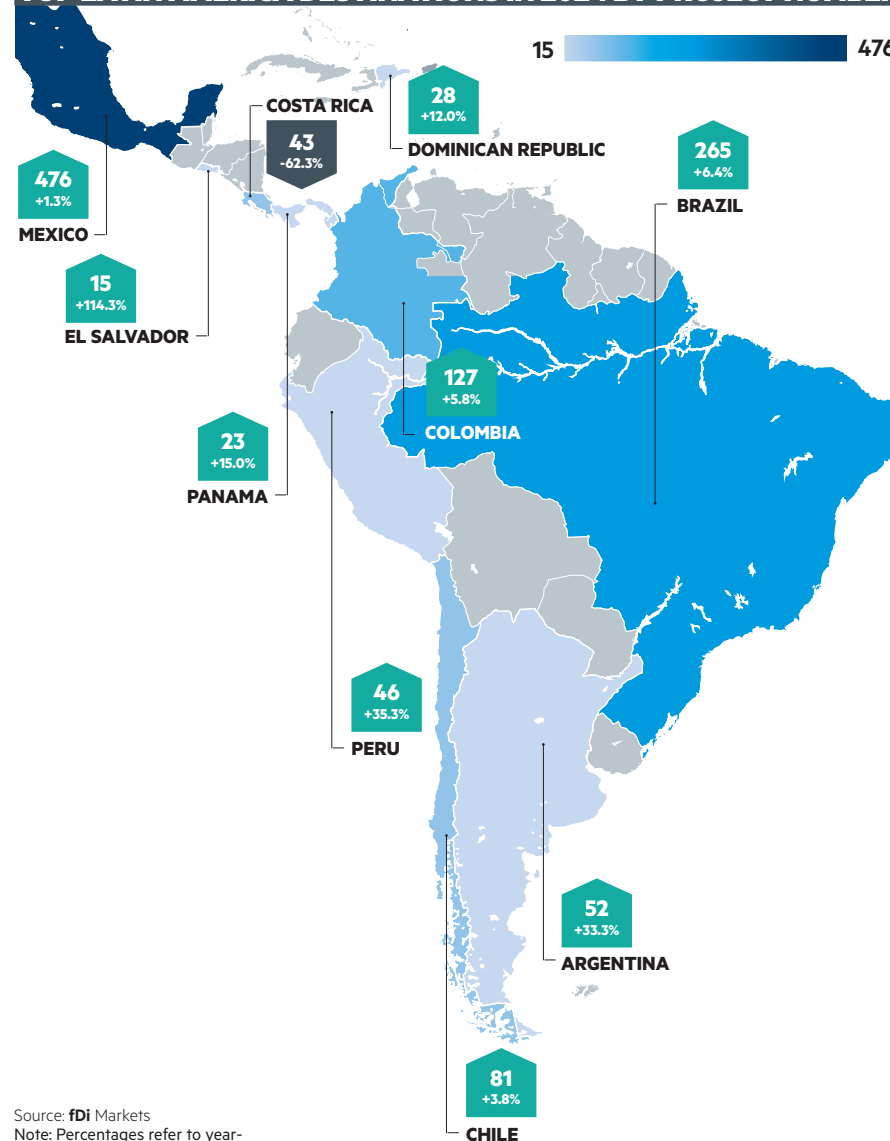 15
476
COSTA RICA
43
-62.3%
28
+12.0%
DOMINICAN REPUBLIC
265
+6.4%
BRAZIL
476
+1.3%
MEXICO
15
+114.3%
EL SALVADOR
127
+5.8%
COLOMBIA
23
+15.0%
PANAMA
46
+35.3%
PERU
52
+33.3%
ARGENTINA
81
+3.8%
CHILE
Source: fDi Markets
Note: Percentages refer to year-